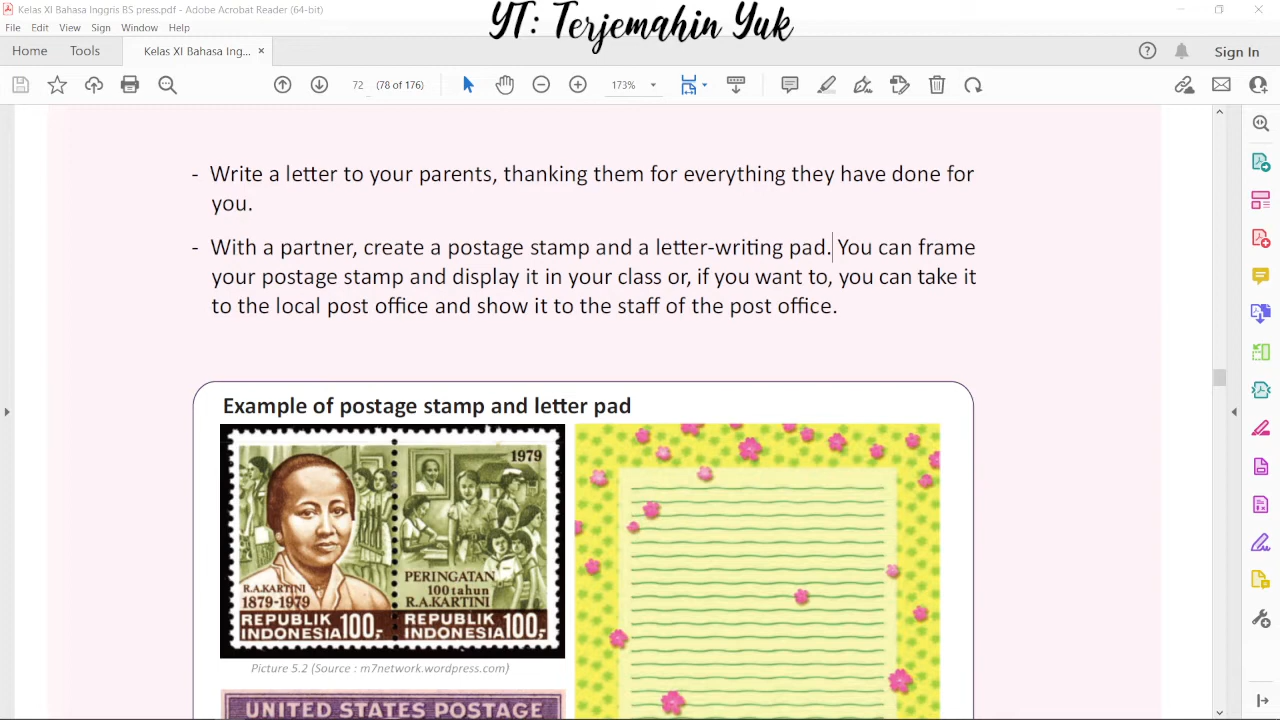 Kelas XI Bahasa Inggris BS press.pdf - Adobe Acrobat Reader (64-bit)
YT: Terjemahin Yuk
File Edit View Sign Window Help
Home Tools Kelas XI Bahasa Ing... × Sign In
72 (78 of 176) 173%
- Write a letter to your parents, thanking them for everything they have done for
you.
- With a partner, create a postage stamp and a letter-writing pad. You can frame
your postage stamp and display it in your class or, if you want to, you can take it
to the local post office and show it to the staff of the post office.
Example of postage stamp and letter pad
1979
R.A.KARTINI
1879-1979
REPUBLIK
INDONESIA 100,-
PERINGATAN
100 tahun
R.A.KARTINI
REPUBLIK
INDONESIA 100,-
Picture 5.2 (Source : m7network.wordpress.com)
UNITED STATES POSTAGE